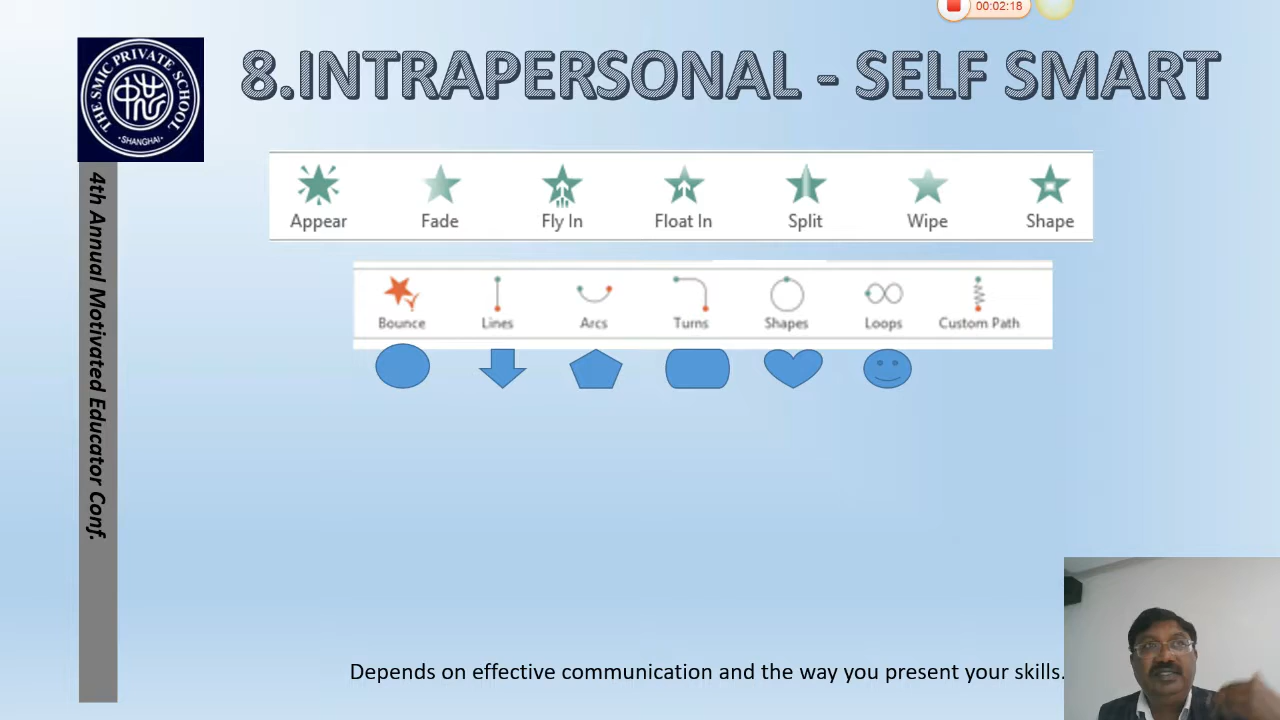 00:02:18
8.INTRAPERSONAL - SELF SMART
THE SMIC PRIVATE SCHOOL
·SHANGHAI·
4th Annual Motivated Educator Conf.
Appear Fade Fly In Float In Split Wipe Shape
Bounce Lines Arcs Turns Shapes Loops Custom Path
Depends on effective communication and the way you present your skills.